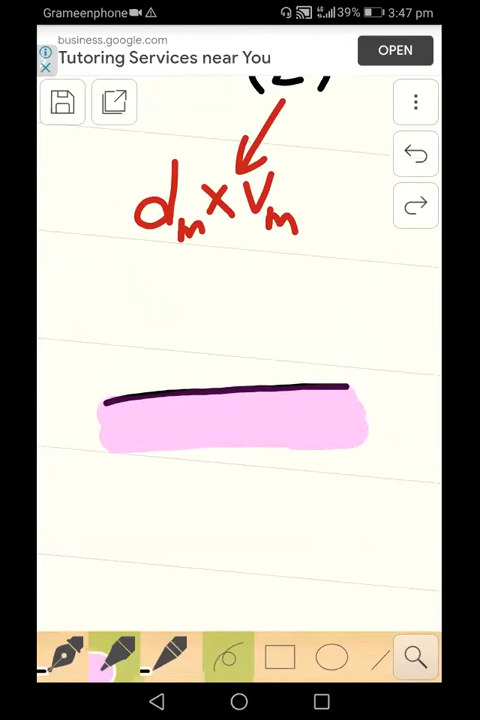 Grameenphone 39% 3:47 pm
business.google.com
Tutoring Services near You
OPEN
dm x Vm